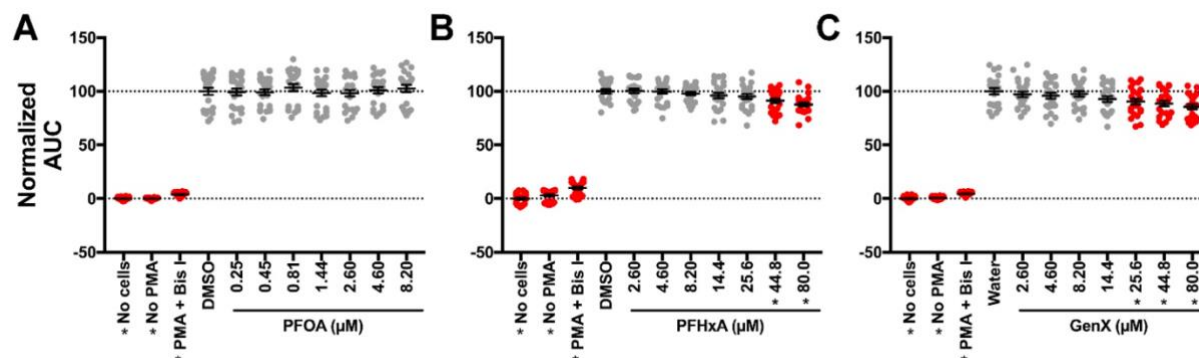 A
Normalized
AUC
150
100
50
0
-50
* No cells
* No PMA
* PMA + Bis I
DMSO
0.25
0.45
0.81
1.44
2.60
4.60
8.20
PFOA (µM)
B
150
100
50
0
-50
* No cells
* No PMA
* PMA + Bis I
DMSO
2.60
4.60
8.20
14.4
25.6
* 44.8
* 80.0
PFHxA (µM)
C
150
100
50
0
-50
* No cells
* No PMA
* PMA + Bis I
Water
2.60
4.60
8.20
14.4
* 25.6
* 44.8
* 80.0
GenX (µM)